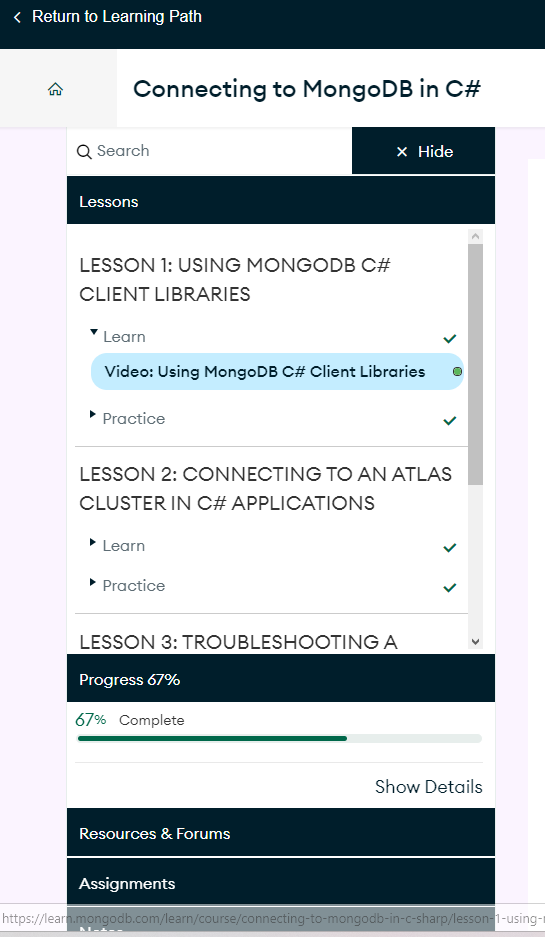 Return to Learning Path
Connecting to MongoDB in C#
Search
Hide
Lessons
LESSON 1: USING MONGODB C#
CLIENT LIBRARIES
Learn
Video: Using MongoDB C# Client Libraries
Practice
LESSON 2: CONNECTING TO AN ATLAS
CLUSTER IN C# APPLICATIONS
Learn
Practice
LESSON 3: TROUBLESHOOTING A
Progress 67%
67% Complete
Show Details
Resources & Forums
Assignments
https://learn.mongodb.com/learn/course/connecting-to-mongodb-in-c-sharp/lesson-1-using-
Notes